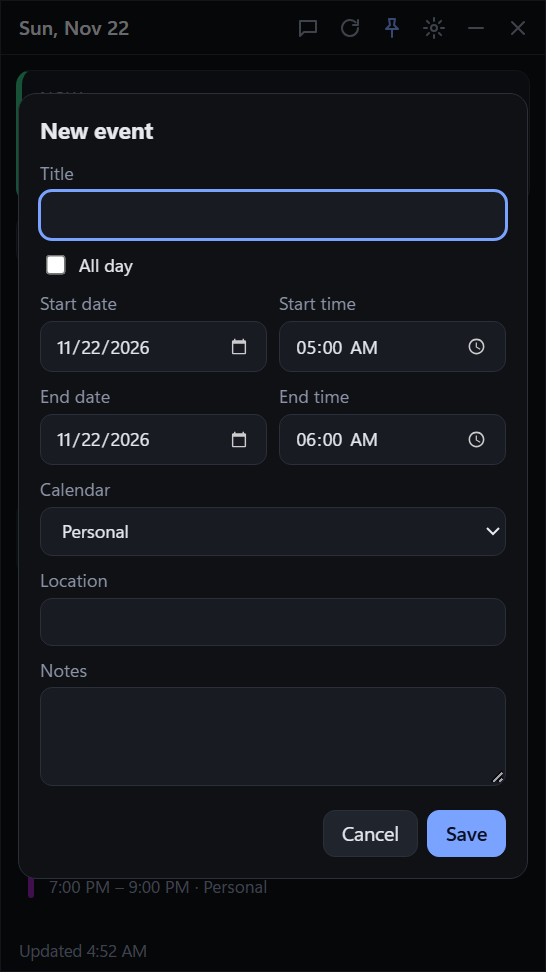 Sun, Nov 22
New event
Title
All day
Start date Start time
11/22/2026 05:00 AM
End date End time
11/22/2026 06:00 AM
Calendar
Personal
Location
Notes
Cancel Save
7:00 PM – 9:00 PM · Personal
Updated 4:52 AM